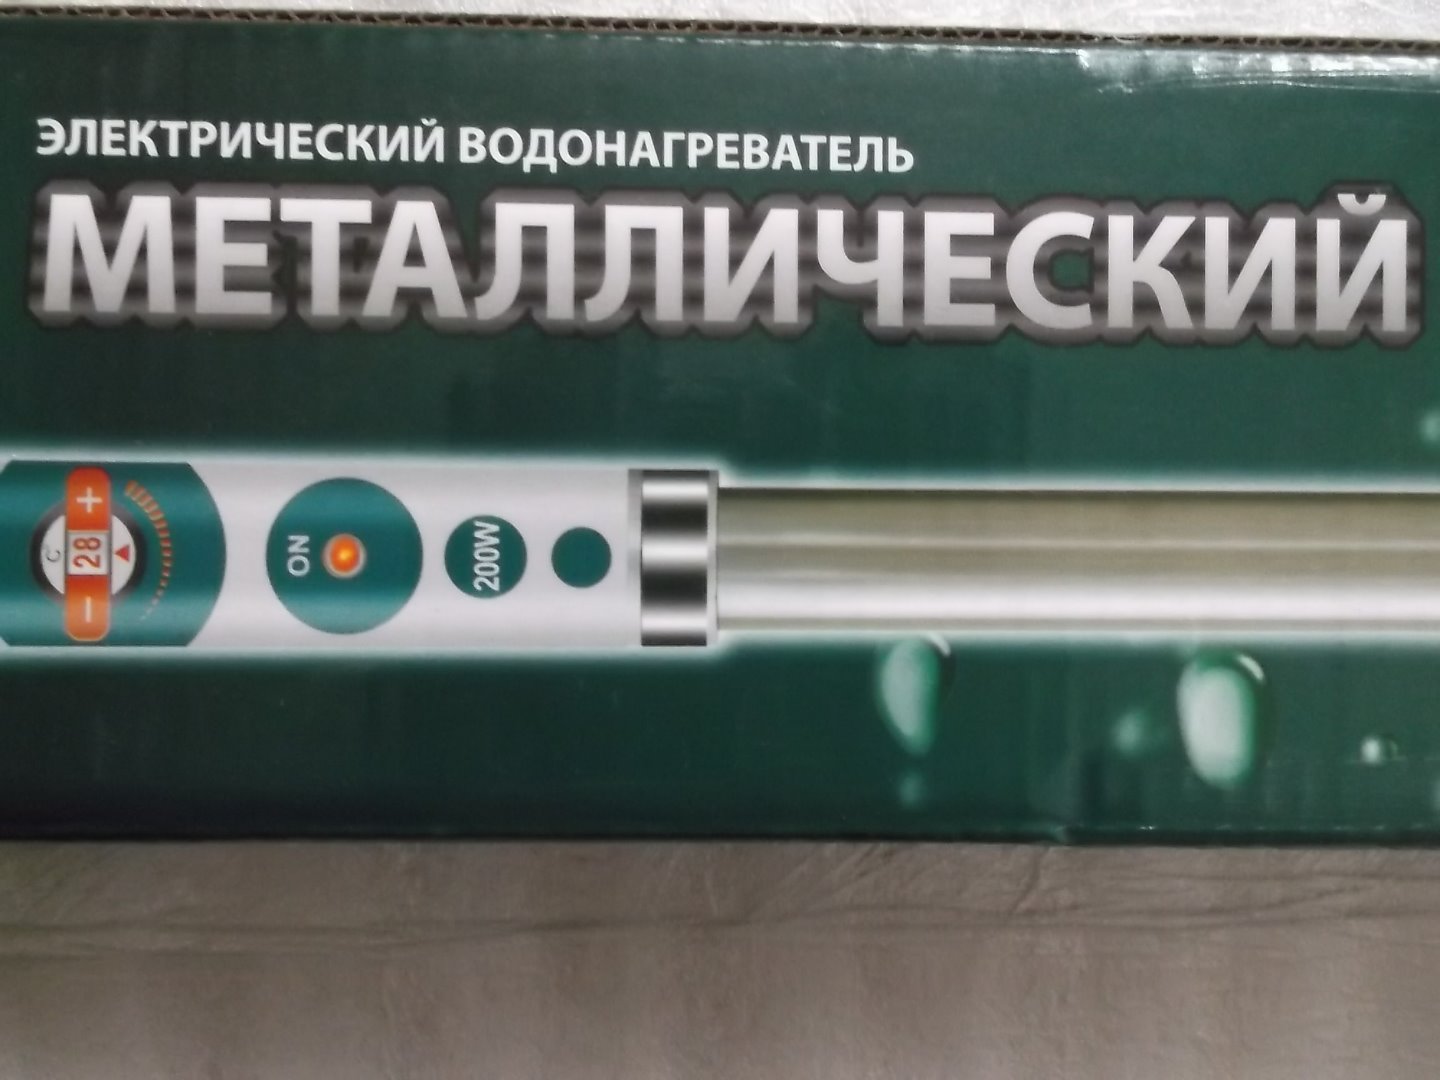 ЭЛЕКТРИЧЕСКИЙ ВОДОНАГРЕВАТЕЛЬ
МЕТАЛЛИЧЕСКИЙ
+
28
°C
−
ON
200W